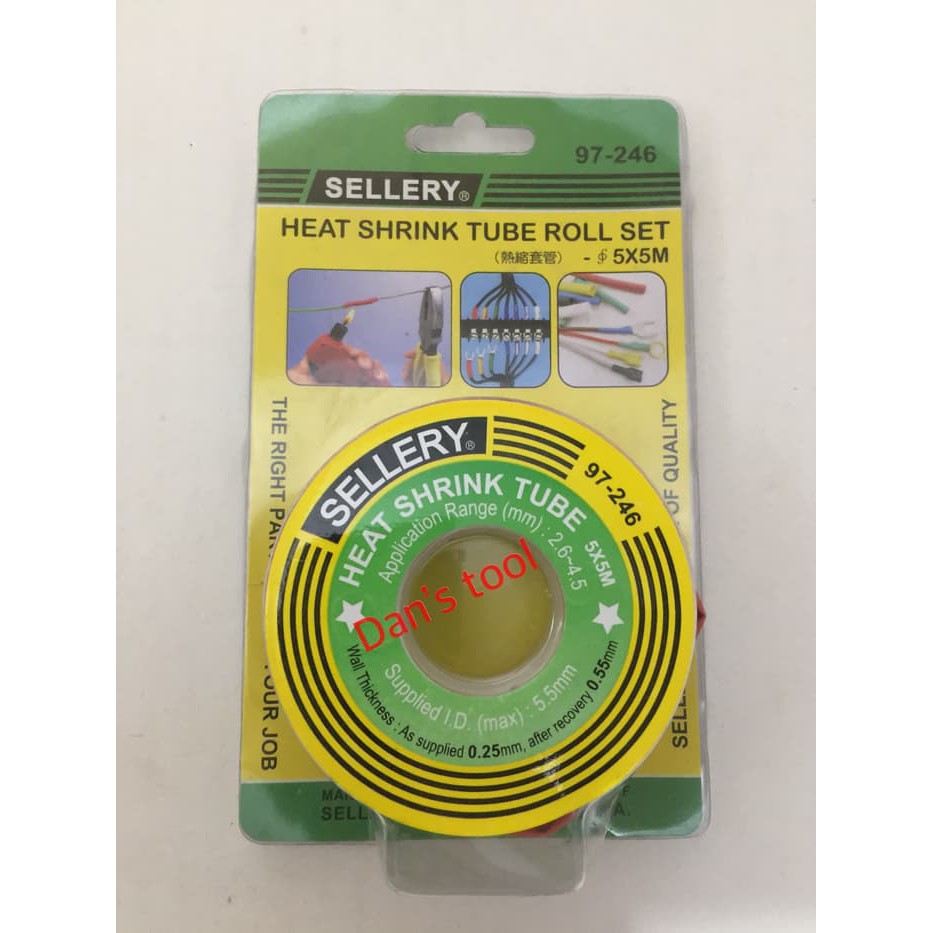 97-246
SELLERY®
HEAT SHRINK TUBE ROLL SET
(熱縮套管) - ∮ 5X5M
THE RIGHT PAR
YOUR JOB
OF QUALITY
SELL
SELLERY®
97-246
HEAT SHRINK TUBE 5X5M
Application Range (mm) : 2.6~4.5
Dan's tool
Supplied I.D. (max) : 5.5mm
Wall Thickness : As supplied 0.25mm, after recovery 0.55mm
SELL
A.